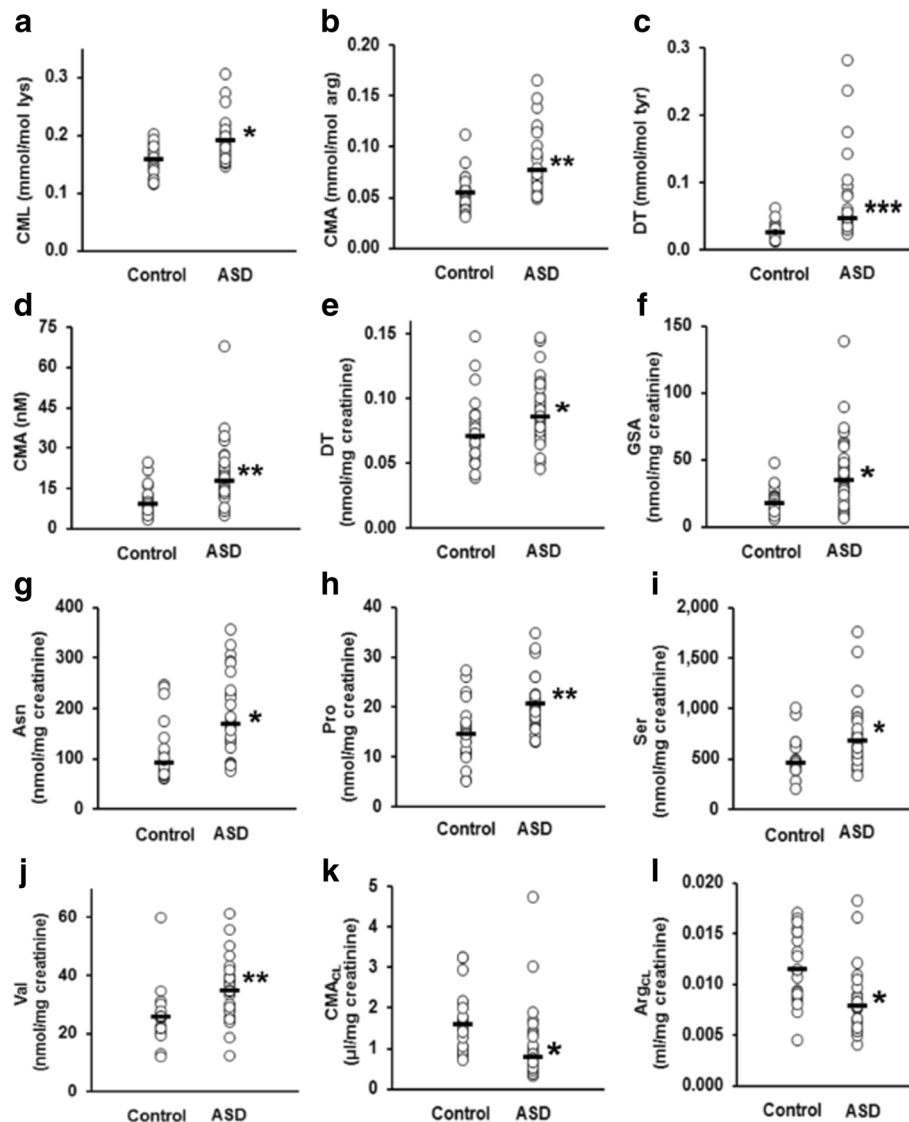 a
CML (mmol/mol lys)
0.3
0.2
0.1
0.0
*
Control
ASD
b
CMA (mmol/mol arg)
0.20
0.15
0.10
0.05
0.00
**
Control
ASD
c
DT (mmol/mol tyr)
0.3
0.2
0.1
0.0
***
Control
ASD
d
CMA (nM)
75
60
45
30
15
0
**
Control
ASD
e
DT
(nmol/mg creatinine)
0.15
0.10
0.05
0.00
*
Control
ASD
f
GSA
(nmol/mg creatinine)
150
100
50
0
*
Control
ASD
g
Asn
(nmol/mg creatinine)
400
300
200
100
0
*
Control
ASD
h
Pro
(nmol/mg creatinine)
40
30
20
10
0
**
Control
ASD
i
Ser
(nmol/mg creatinine)
2,000
1,500
1,000
500
0
*
Control
ASD
j
Val
(nmol/mg creatinine)
60
40
20
0
**
Control
ASD
k
CMACL
(µl/mg creatinine)
5
4
3
2
1
0
*
Control
ASD
l
ArgCL
(ml/mg creatinine)
0.020
0.015
0.010
0.005
0.000
*
Control
ASD